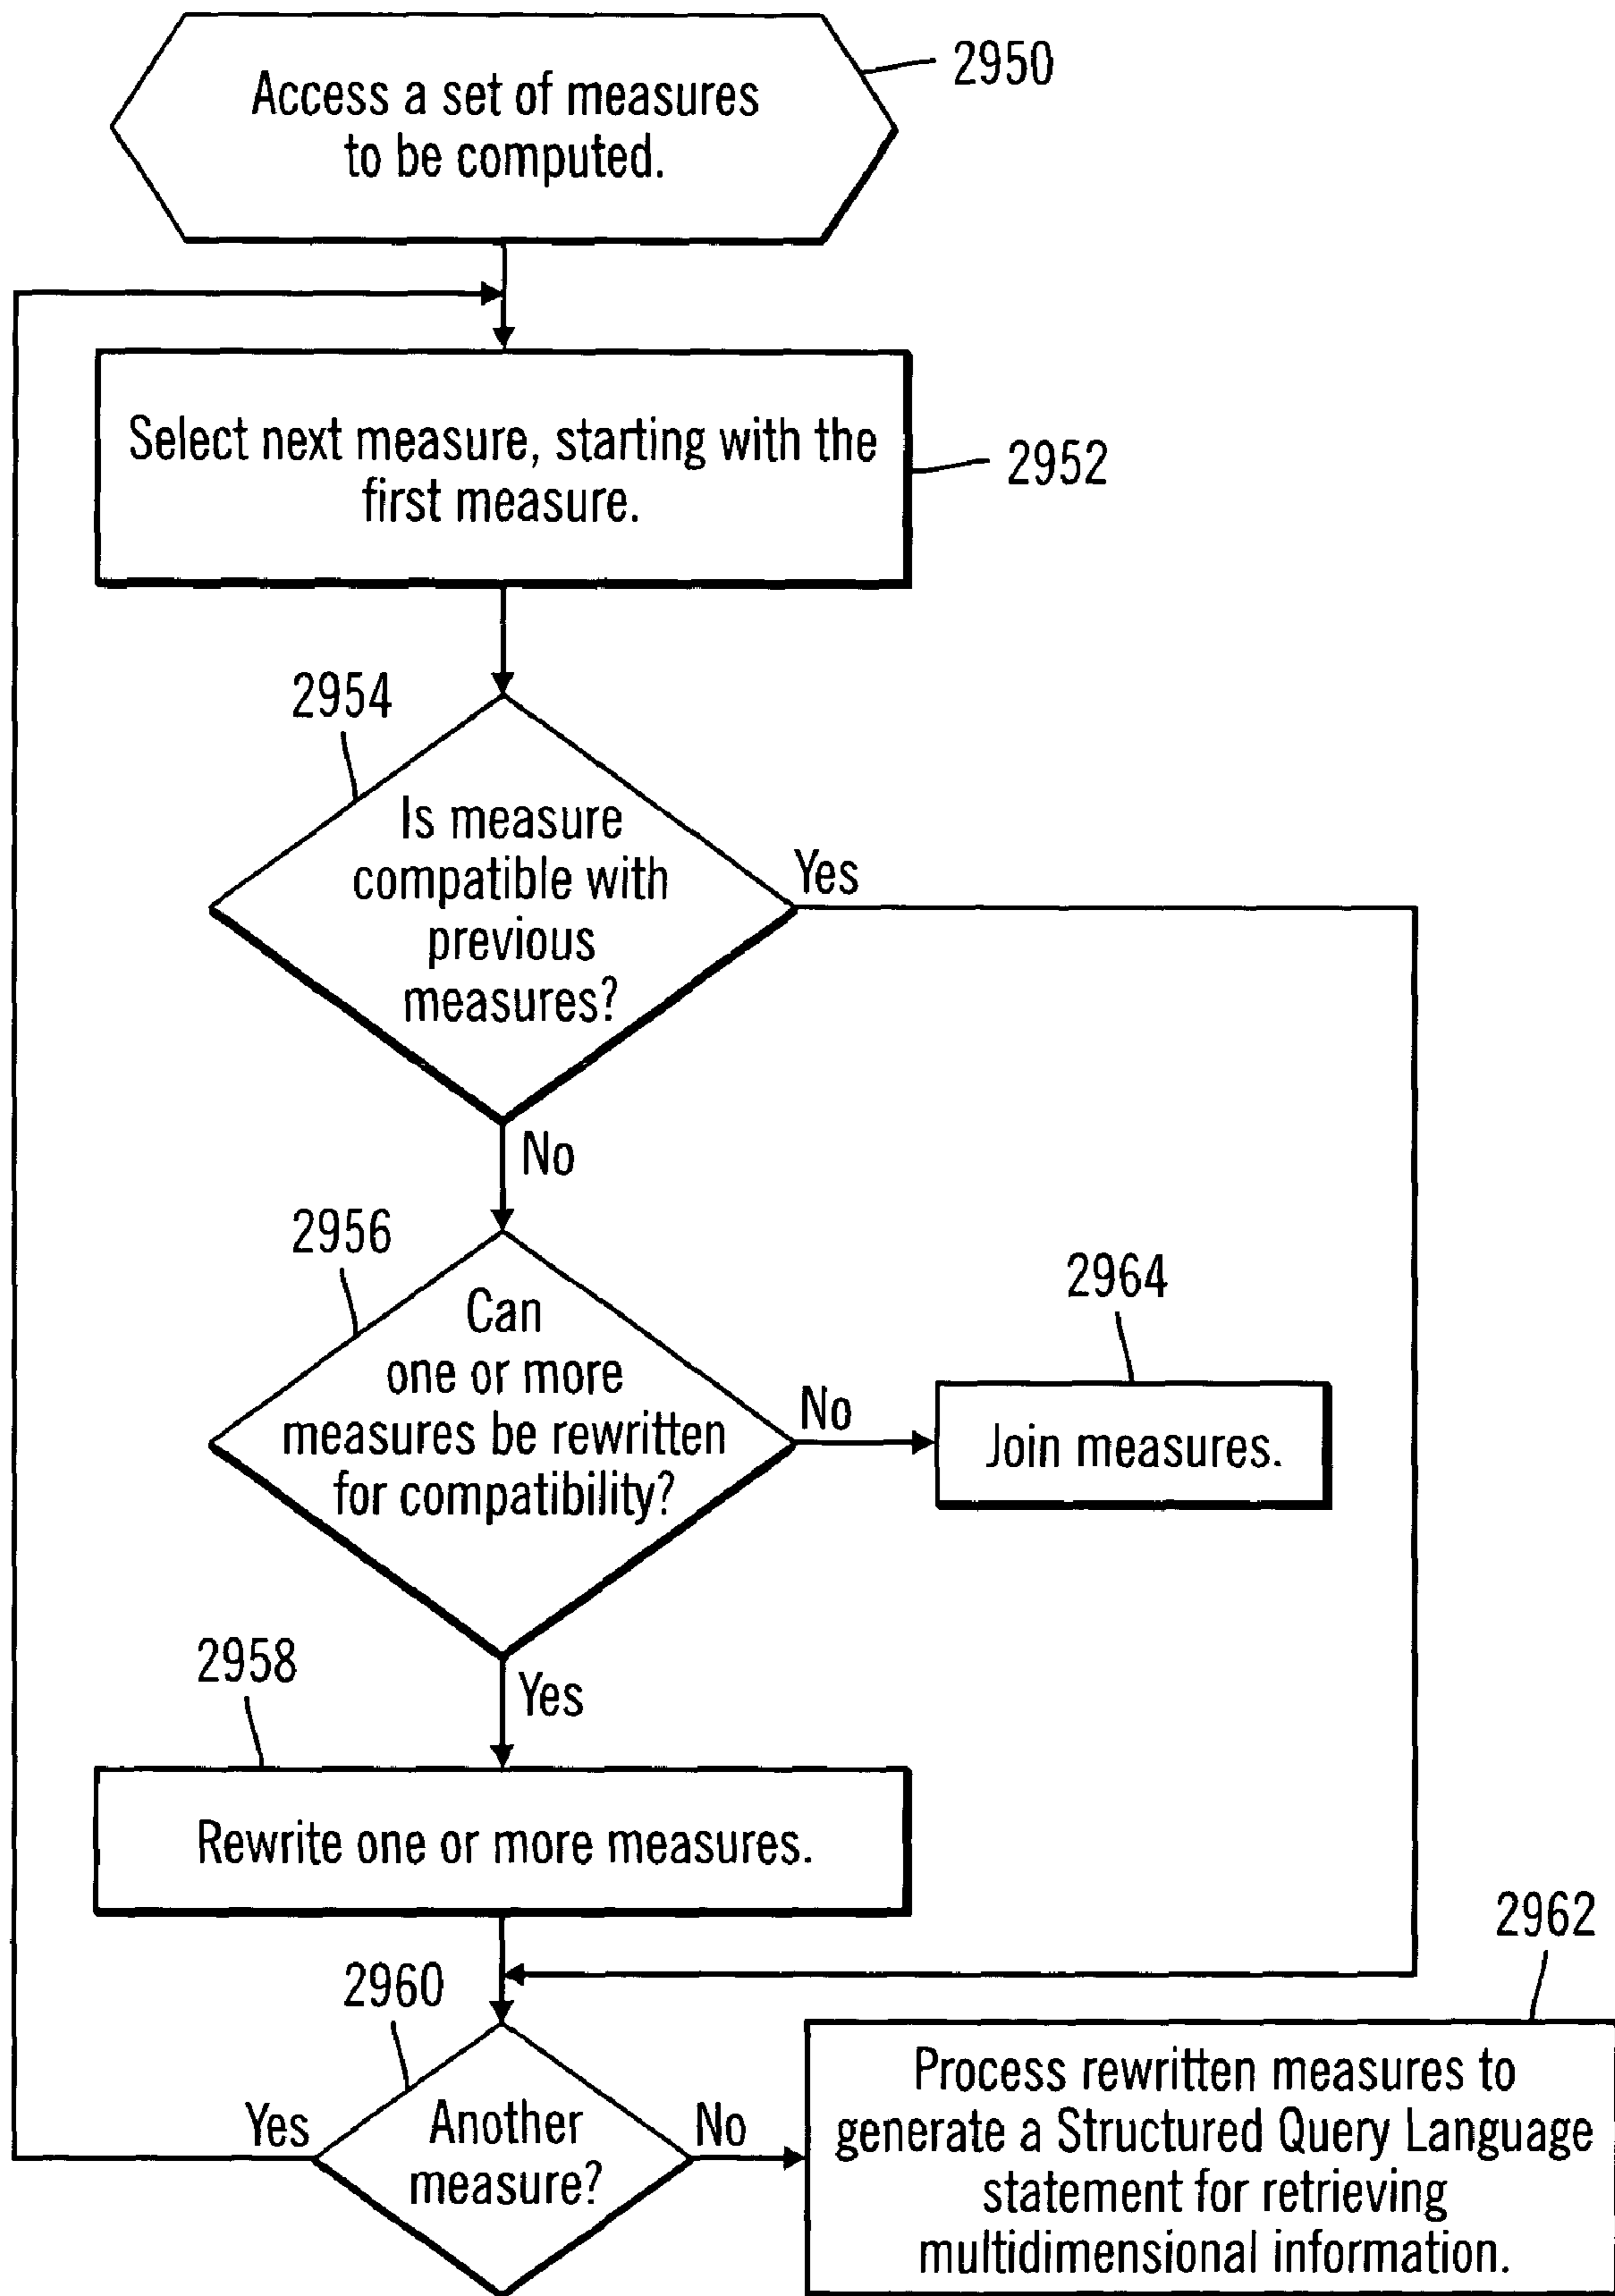 Access a set of measures
to be computed.
2950
Select next measure, starting with the
first measure.
2952
2954
Is measure
compatible with
previous
measures?
Yes
No
2956
Can
one or more
measures be rewritten
for compatibility?
No
2964
Join measures.
Yes
2958
Rewrite one or more measures.
2960
Another
measure?
Yes
No
2962
Process rewritten measures to
generate a Structured Query Language
statement for retrieving
multidimensional information.